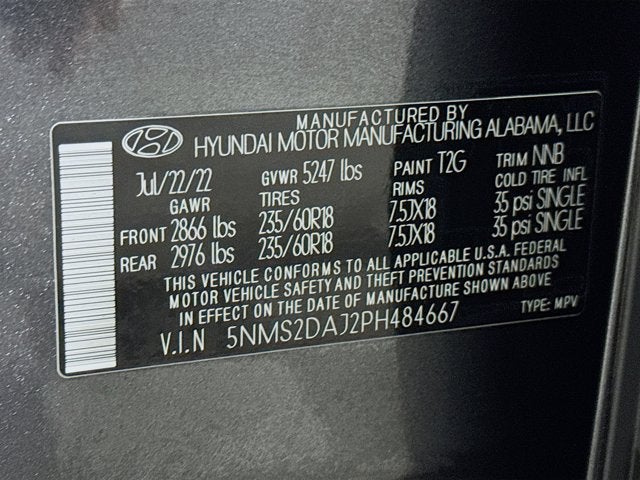 MANUFACTURED BY
HYUNDAI MOTOR MANUFACTURING ALABAMA, LLC
Jul/22/22 GVWR 5247 lbs PAINT T2G TRIM NNB
GAWR TIRES RIMS COLD TIRE INFL
FRONT 2866 lbs 235/60R18 7.5JX18 35 psi SINGLE
REAR 2976 lbs 235/60R18 7.5JX18 35 psi SINGLE
THIS VEHICLE CONFORMS TO ALL APPLICABLE U.S.A. FEDERAL
MOTOR VEHICLE SAFETY AND THEFT PREVENTION STANDARDS
IN EFFECT ON THE DATE OF MANUFACTURE SHOWN ABOVE
V.I.N 5NMS2DAJ2PH484667 TYPE: MPV